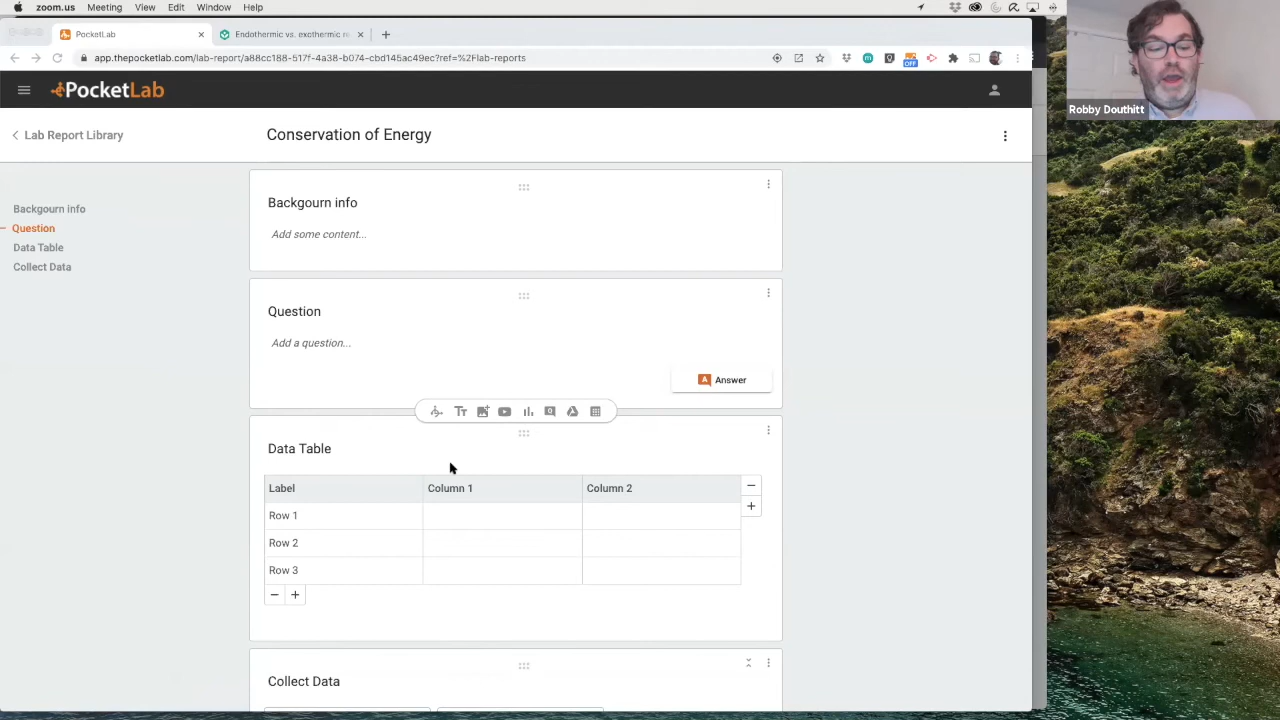 zoom.us Meeting View Edit Window Help
PocketLab
Endothermic vs. exothermic r
app.thepocketlab.com/lab-report/a88cc188-517f-4a38-b074-cbd145ac49ec?ref=%2Flab-reports
OFF
PocketLab
Robby Douthitt
Lab Report Library
Conservation of Energy
Backgourn info
Question
Data Table
Collect Data
Backgourn info
Add some content...
Question
Add a question...
A Answer
Tr
Data Table
Label Column 1 Column 2
Row 1
Row 2
Row 3
Collect Data